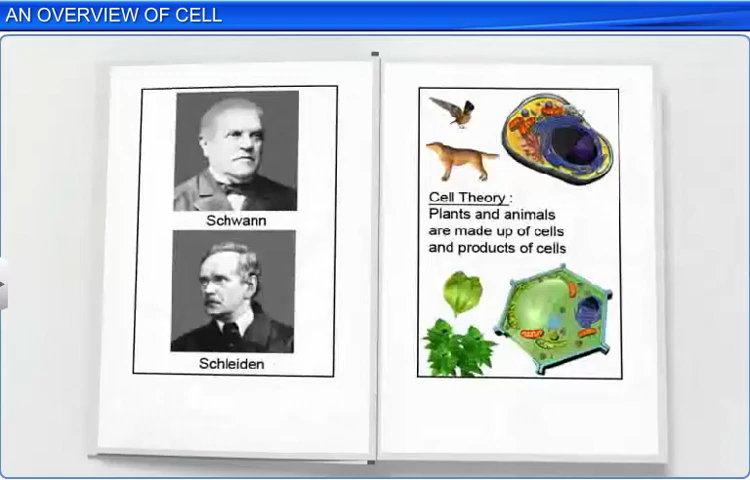 AN OVERVIEW OF CELL
Schwann
Schleiden
Cell Theory :
Plants and animals
are made up of cells
and products of cells